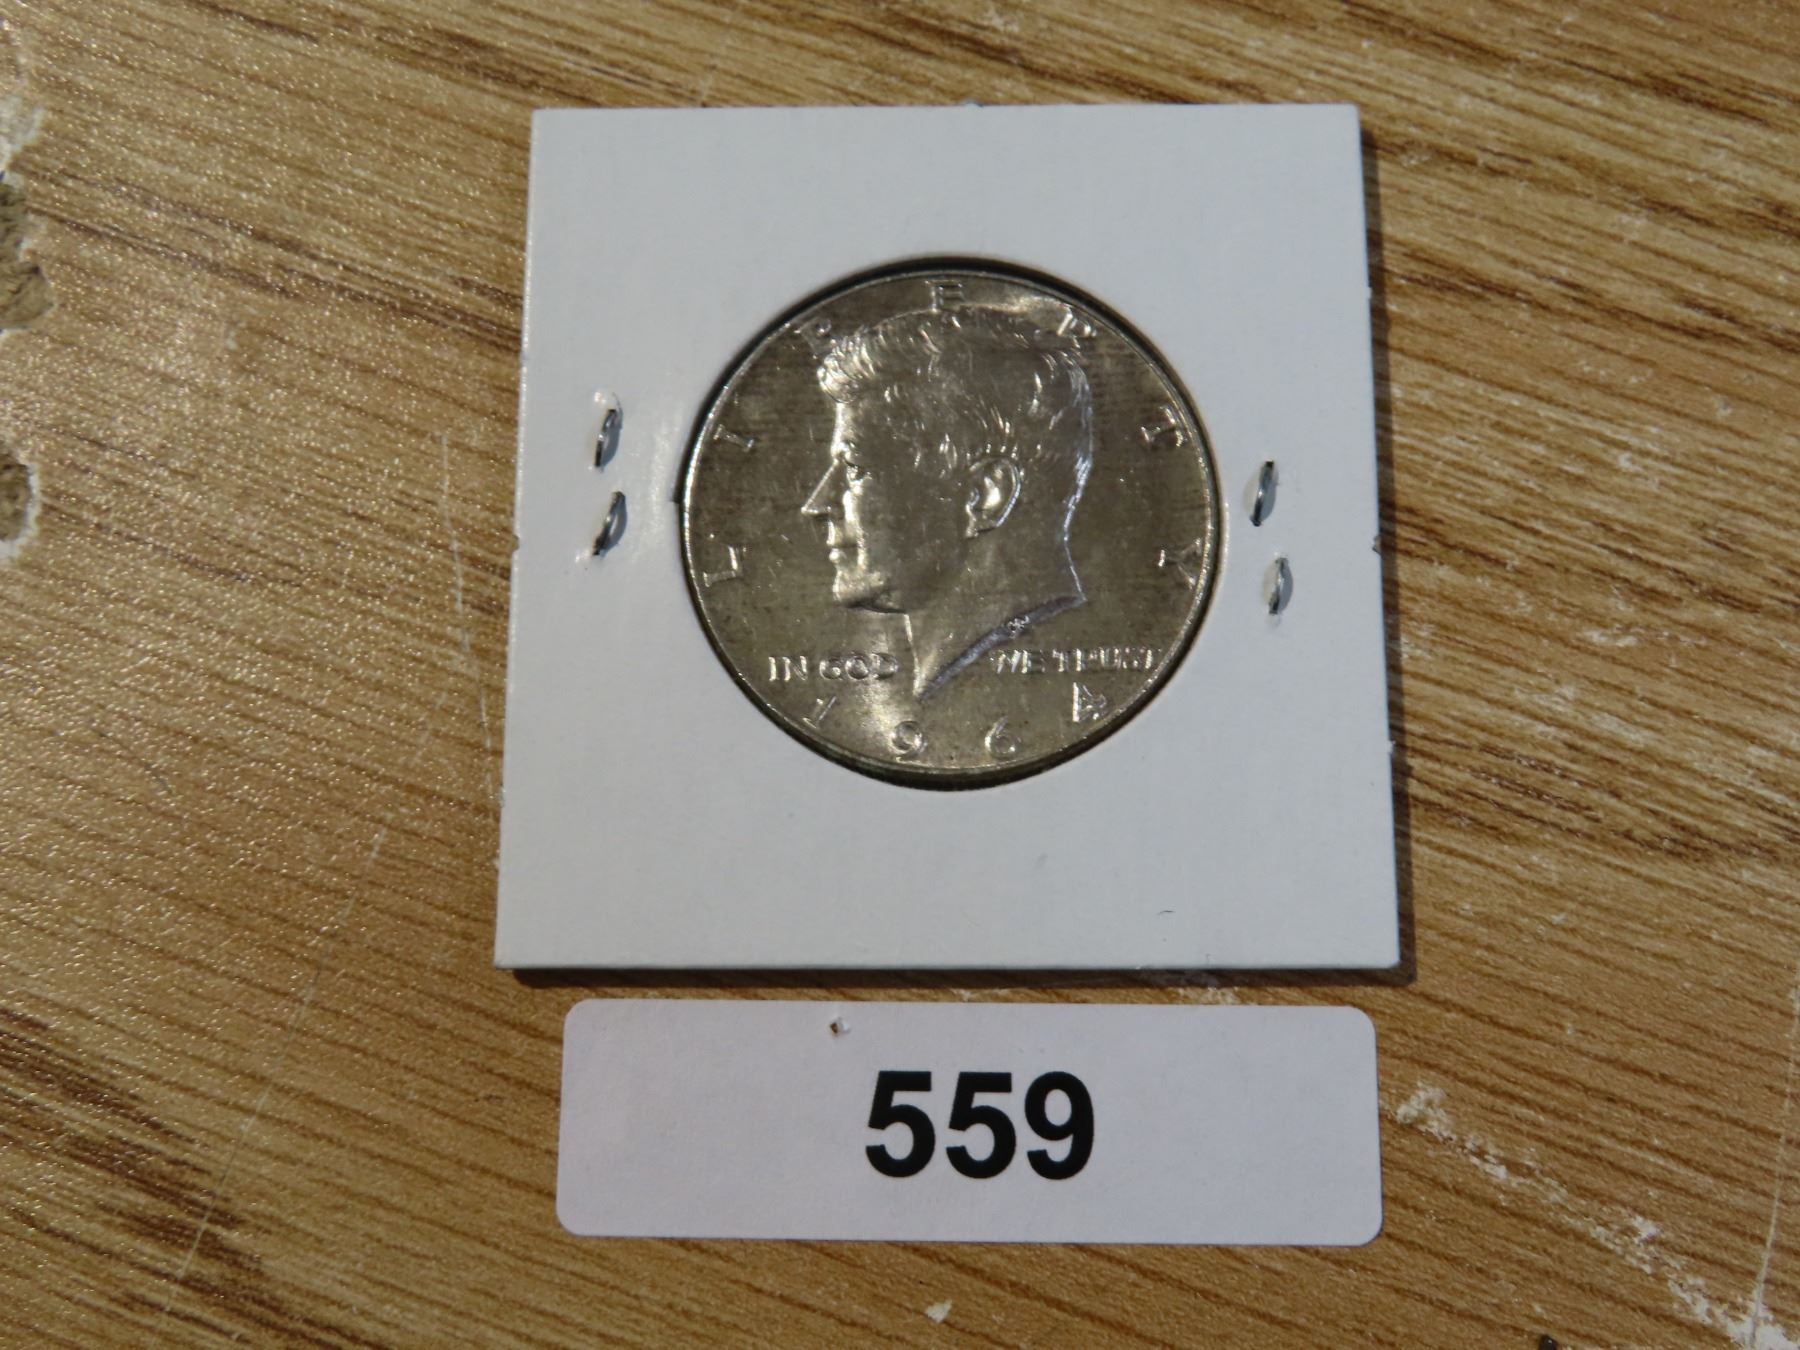 LIBERTY
IN GOD WE TRUST
1964
559